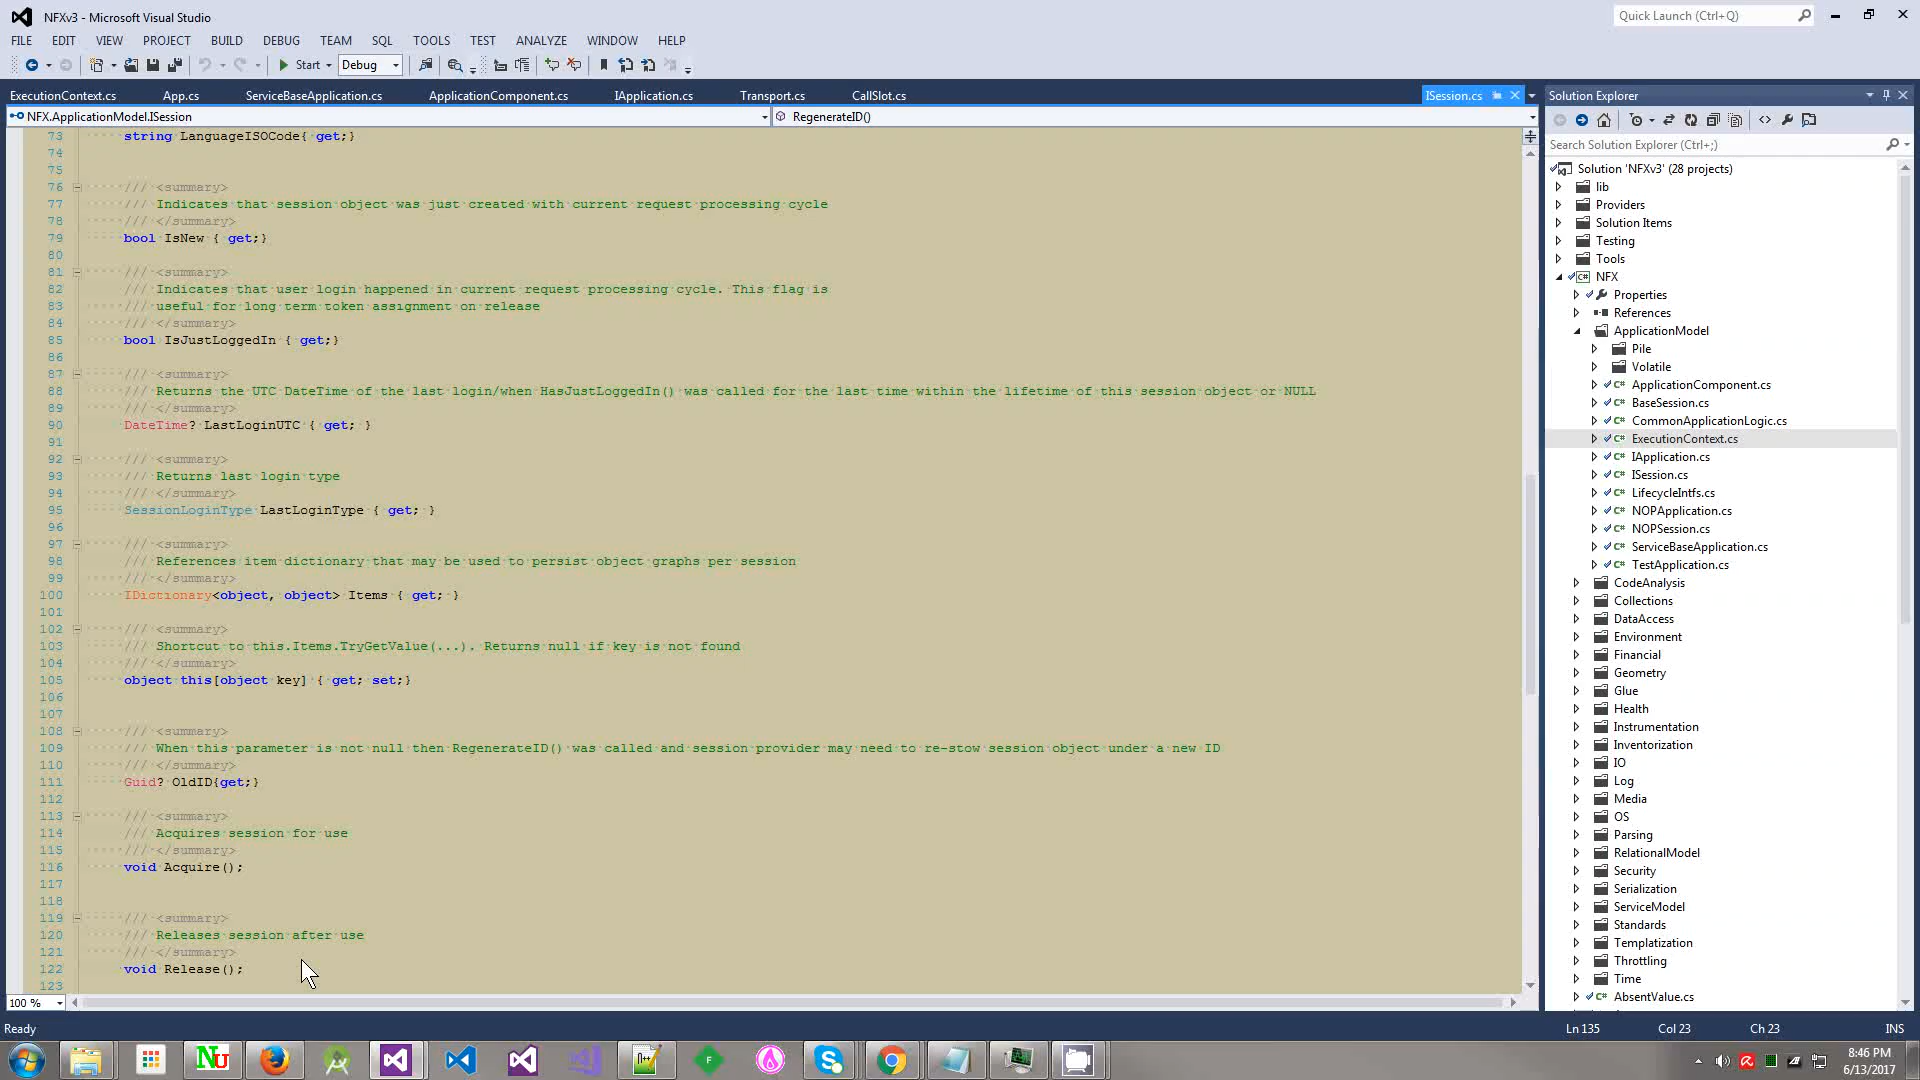 NFXv3 - Microsoft Visual Studio
Quick Launch (Ctrl+Q)
FILE EDIT VIEW PROJECT BUILD DEBUG TEAM SQL TOOLS TEST ANALYZE WINDOW HELP
Start Debug
ExecutionContext.cs App.cs ServiceBaseApplication.cs ApplicationComponent.cs IApplication.cs Transport.cs CallSlot.cs ISession.cs
NFX.ApplicationModel.ISession RegenerateID()
73 string LanguageISOCode{ get;}
74
75
76 /// <summary>
77 /// Indicates that session object was just created with current request processing cycle
78 /// </summary>
79 bool IsNew { get;}
80
81 /// <summary>
82 /// Indicates that user login happened in current request processing cycle. This flag is
83 /// useful for long term token assignment on release
84 /// </summary>
85 bool IsJustLoggedIn { get;}
86
87 /// <summary>
88 /// Returns the UTC DateTime of the last login/when HasJustLoggedIn() was called for the last time within the lifetime of this session object or NULL
89 /// </summary>
90 DateTime? LastLoginUTC { get; }
91
92 /// <summary>
93 /// Returns last login type
94 /// </summary>
95 SessionLoginType LastLoginType { get; }
96
97 /// <summary>
98 /// References item dictionary that may be used to persist object graphs per session
99 /// </summary>
100 IDictionary<object, object> Items { get; }
101
102 /// <summary>
103 /// Shortcut to this.Items.TryGetValue(...). Returns null if key is not found
104 /// </summary>
105 object this[object key] { get; set;}
106
107
108 /// <summary>
109 /// When this parameter is not null then RegenerateID() was called and session provider may need to re-stow session object under a new ID
110 /// </summary>
111 Guid? OldID{get;}
112
113 /// <summary>
114 /// Acquires session for use
115 /// </summary>
116 void Acquire();
117
118
119 /// <summary>
120 /// Releases session after use
121 /// </summary>
122 void Release();
123
100 %
Solution Explorer
Search Solution Explorer (Ctrl+;)
Solution 'NFXv3' (28 projects)
lib
Providers
Solution Items
Testing
Tools
NFX
Properties
References
ApplicationModel
Pile
Volatile
ApplicationComponent.cs
BaseSession.cs
CommonApplicationLogic.cs
ExecutionContext.cs
IApplication.cs
ISession.cs
LifecycleIntfs.cs
NOPApplication.cs
NOPSession.cs
ServiceBaseApplication.cs
TestApplication.cs
CodeAnalysis
Collections
DataAccess
Environment
Financial
Geometry
Glue
Health
Instrumentation
Inventorization
IO
Log
Media
OS
Parsing
RelationalModel
Security
Serialization
ServiceModel
Standards
Templatization
Throttling
Time
AbsentValue.cs
Ready Ln 135 Col 23 Ch 23 INS
8:46 PM
6/13/2017